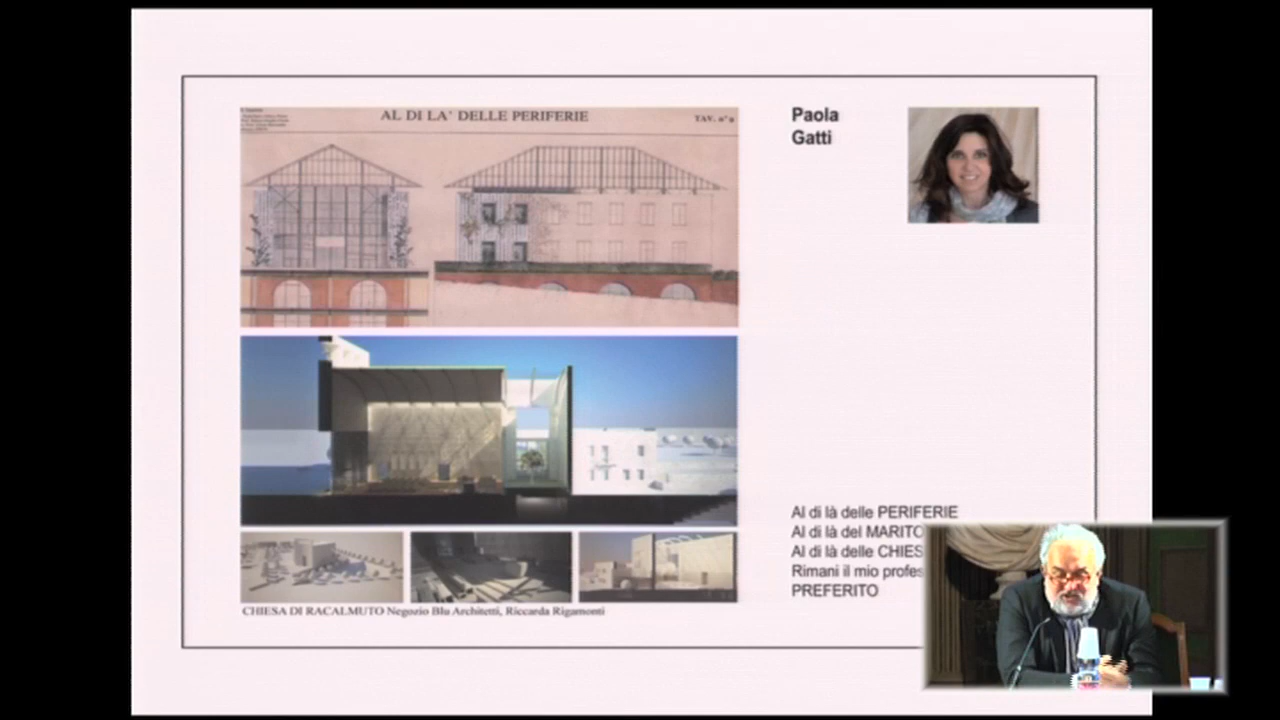 AL DI LA' DELLE PERIFERIE
TAV. n°
Paola
Gatti
Al di là delle PERIFERIE
Al di là del MARITO
Al di là delle CHIES
Rimani il mio profes
PREFERITO
CHIESA DI RACALMUTO Negozio Blu Architetti, Riccarda Rigamonti